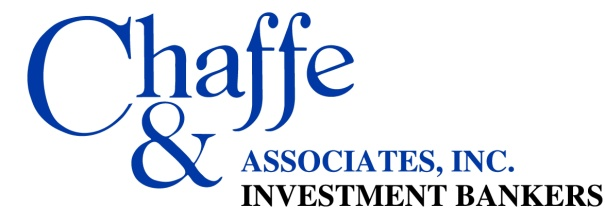 Chaffe
&
ASSOCIATES, INC.
INVESTMENT BANKERS